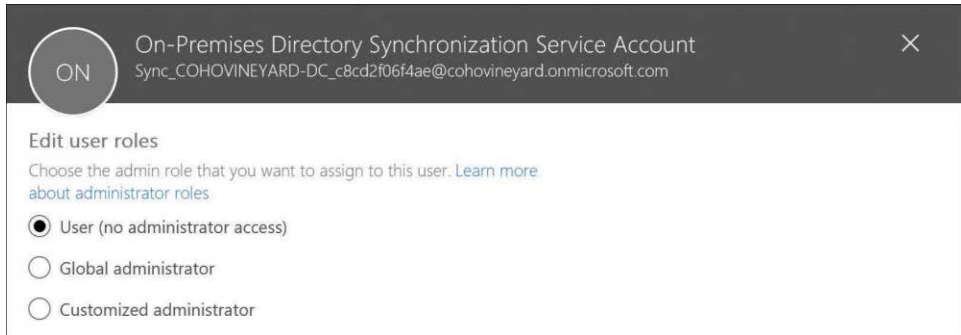 On-Premises Directory Synchronization Service Account
ON
Sync_COHOVINEYARD-DC_c8cd2f06f4ae@cohovineyard.onmicrosoft.com
Edit user roles
Choose the admin role that you want to assign to this user. Learn more
about administrator roles
User (no administrator access)
Global administrator
Customized administrator